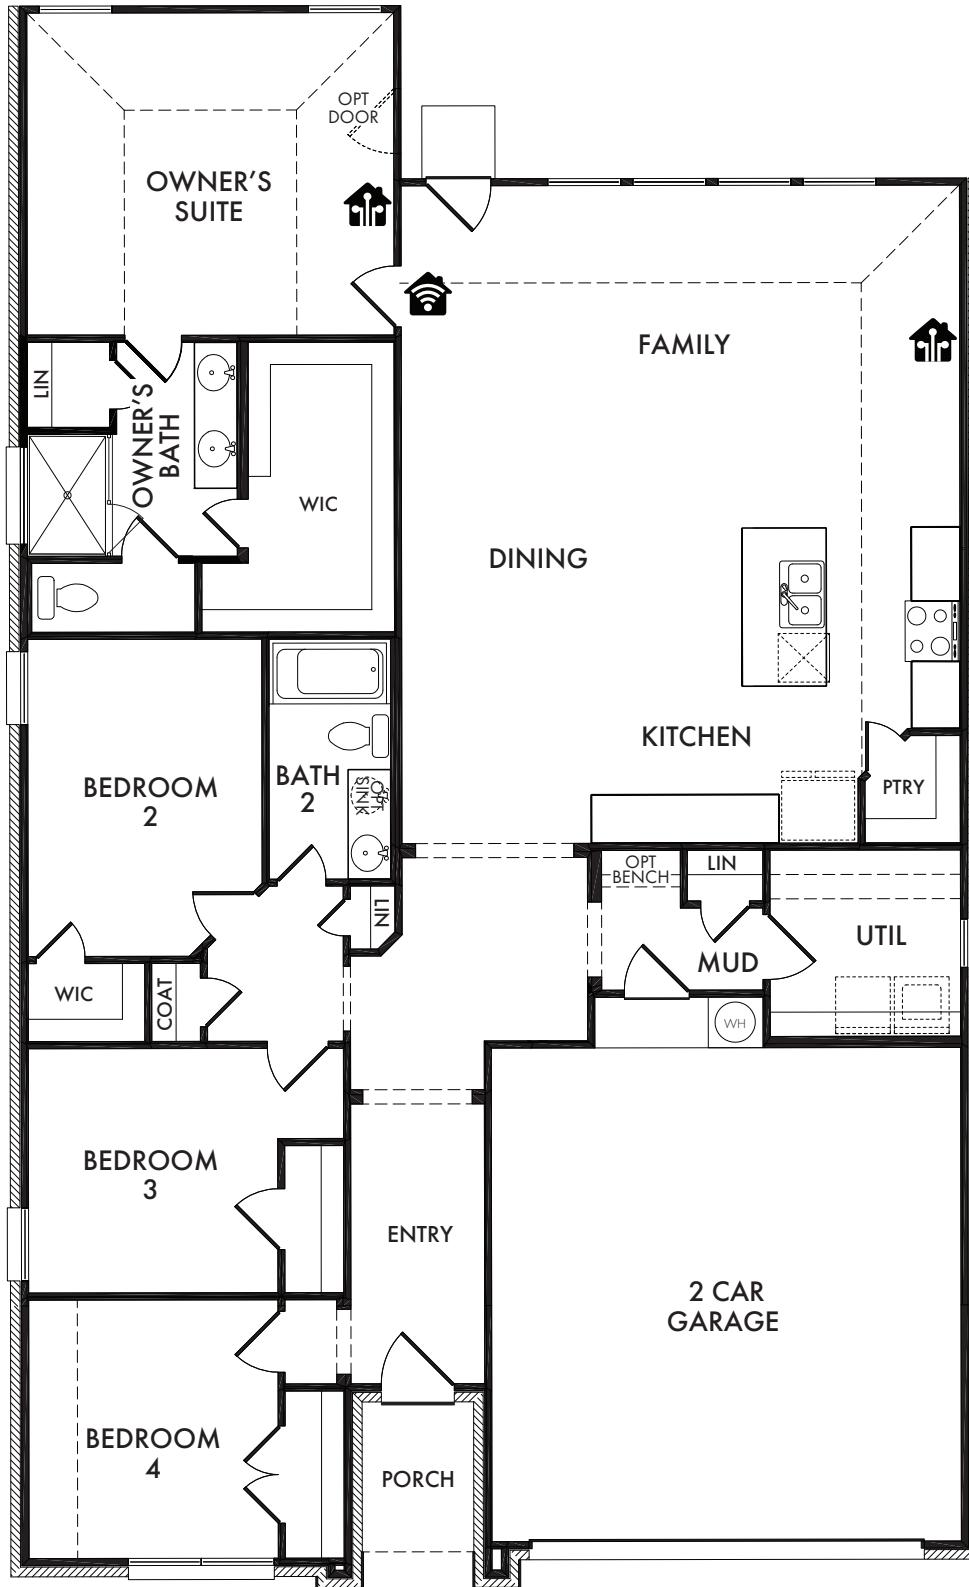 OPT
DOOR
OWNER'S
SUITE
FAMILY
LIN
OWNER'S
BATH
WIC
DINING
KITCHEN
BEDROOM
2
BATH
2
OPT
SINK
PTRY
OPT
BENCH
LIN
LIN
UTIL
MUD
WIC
COAT
WH
BEDROOM
3
ENTRY
2 CAR
GARAGE
BEDROOM
4
PORCH